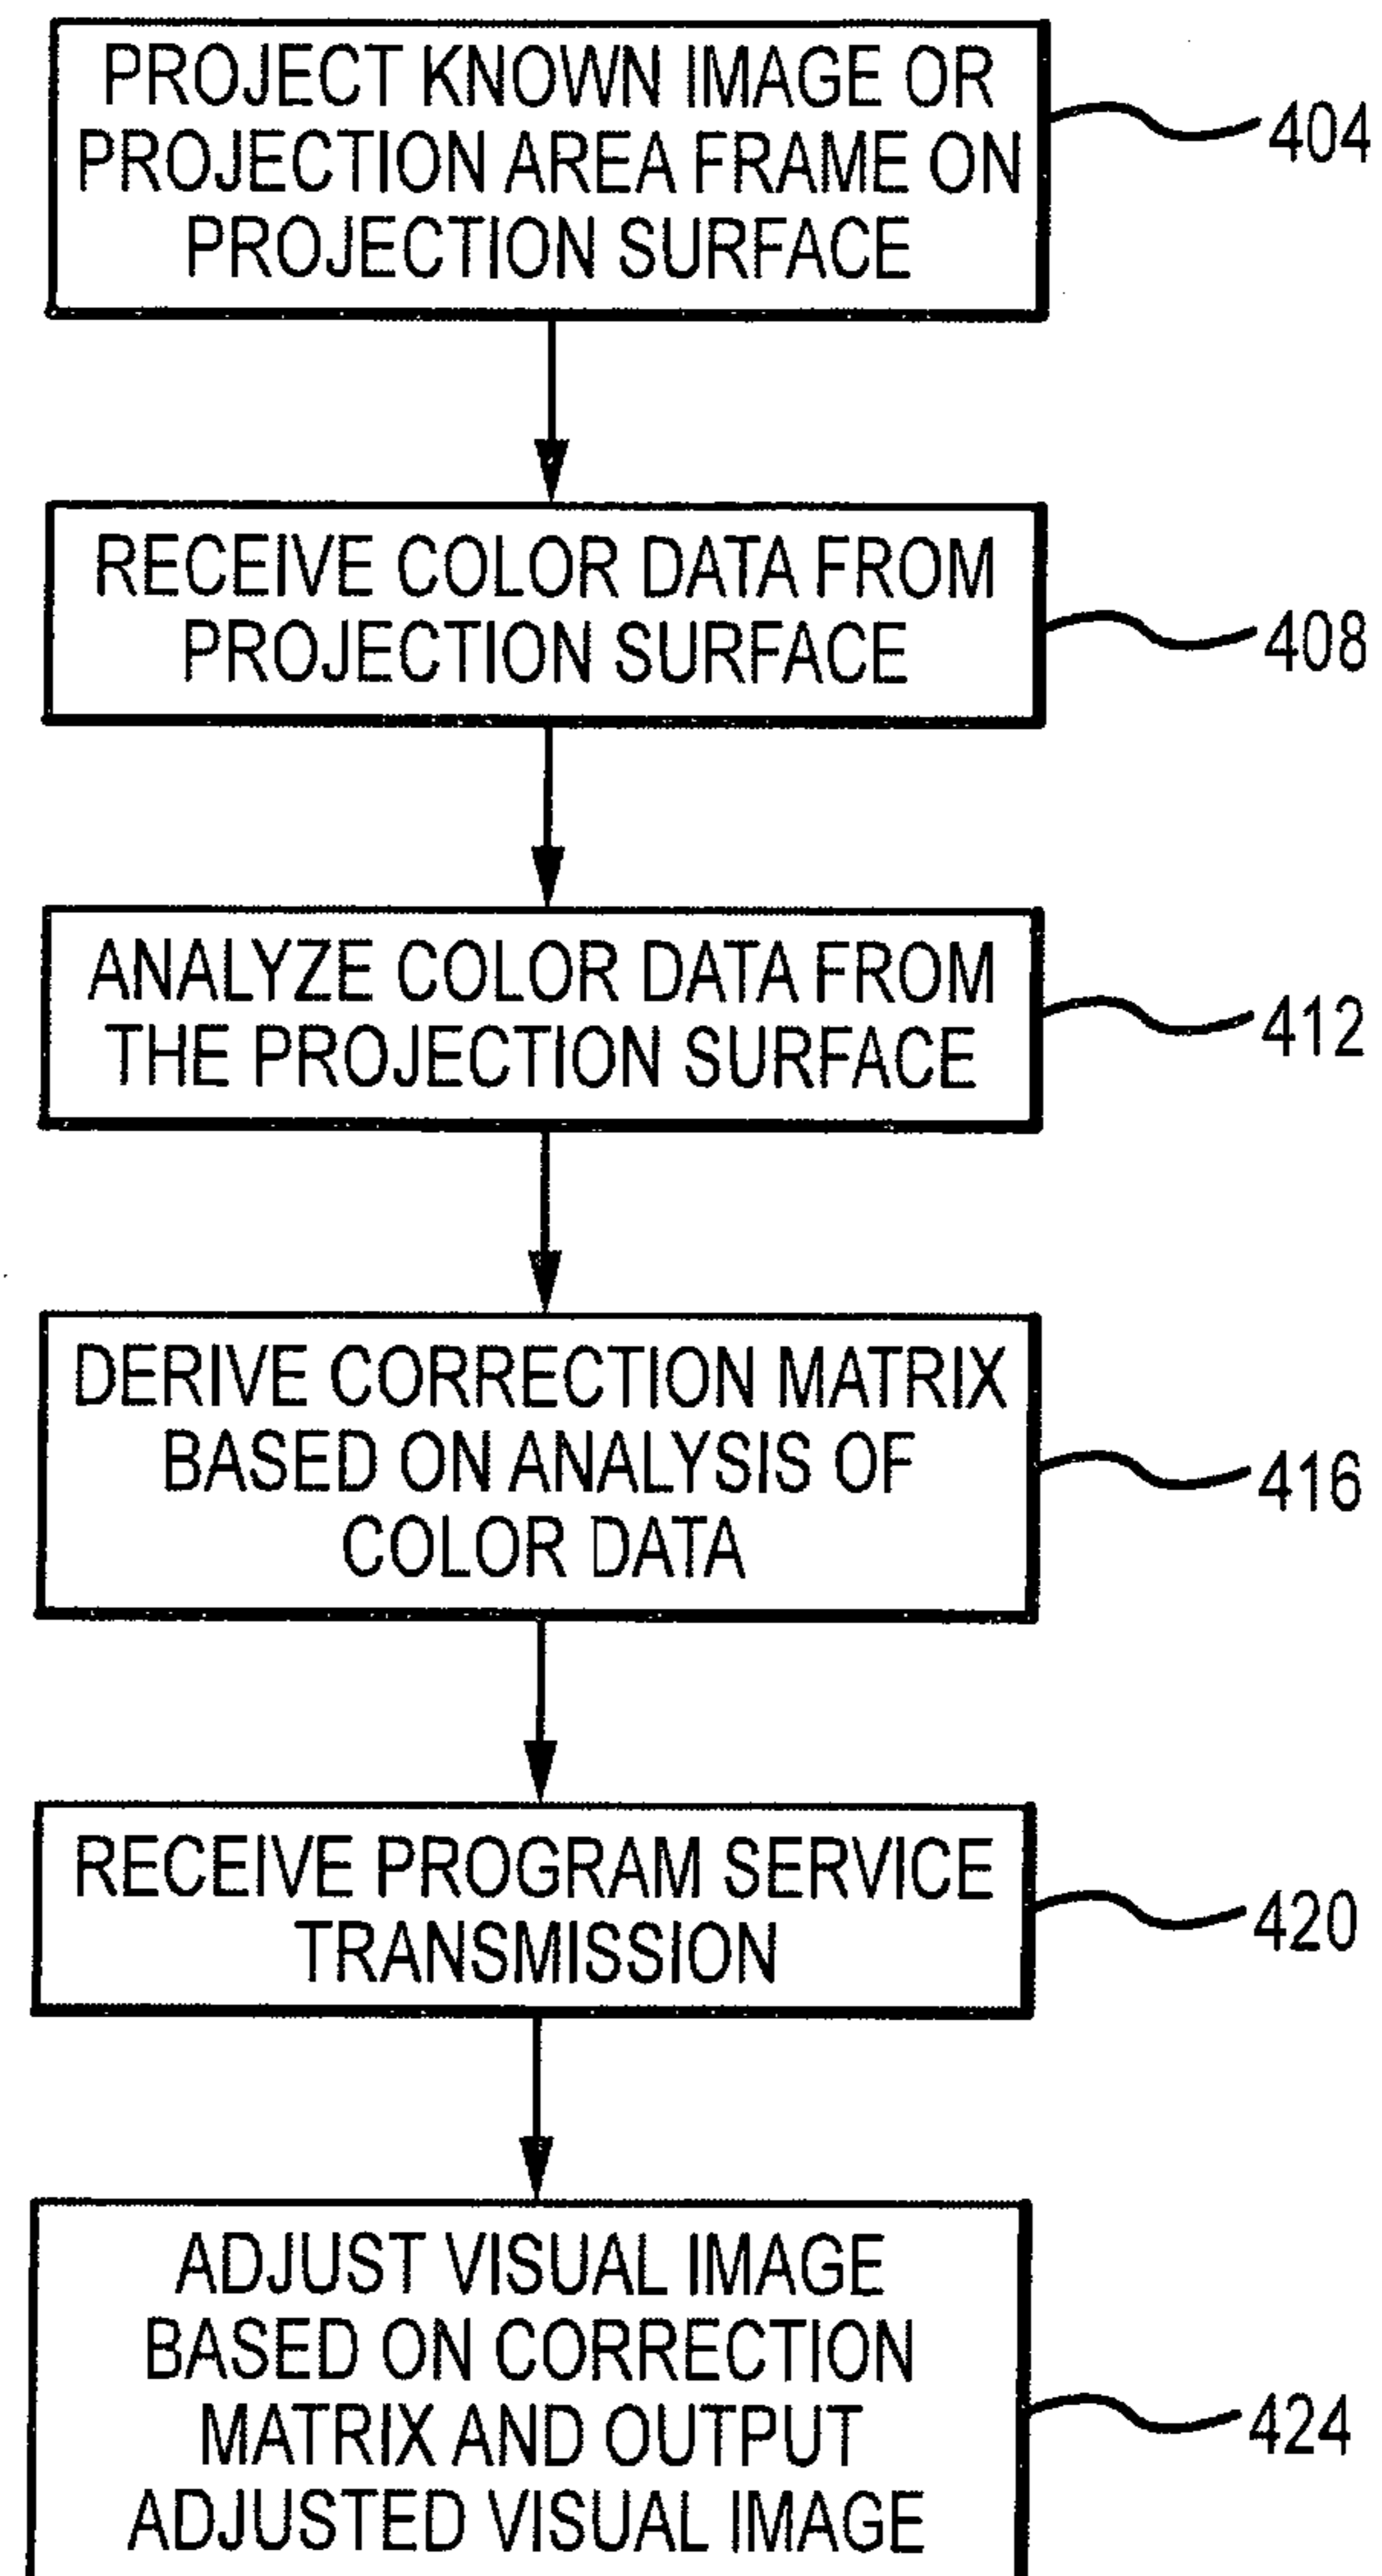 PROJECT KNOWN IMAGE OR
PROJECTION AREA FRAME ON
PROJECTION SURFACE
404
RECEIVE COLOR DATA FROM
PROJECTION SURFACE
408
ANALYZE COLOR DATA FROM
THE PROJECTION SURFACE
412
DERIVE CORRECTION MATRIX
BASED ON ANALYSIS OF
COLOR DATA
416
RECEIVE PROGRAM SERVICE
TRANSMISSION
420
ADJUST VISUAL IMAGE
BASED ON CORRECTION
MATRIX AND OUTPUT
ADJUSTED VISUAL IMAGE
424